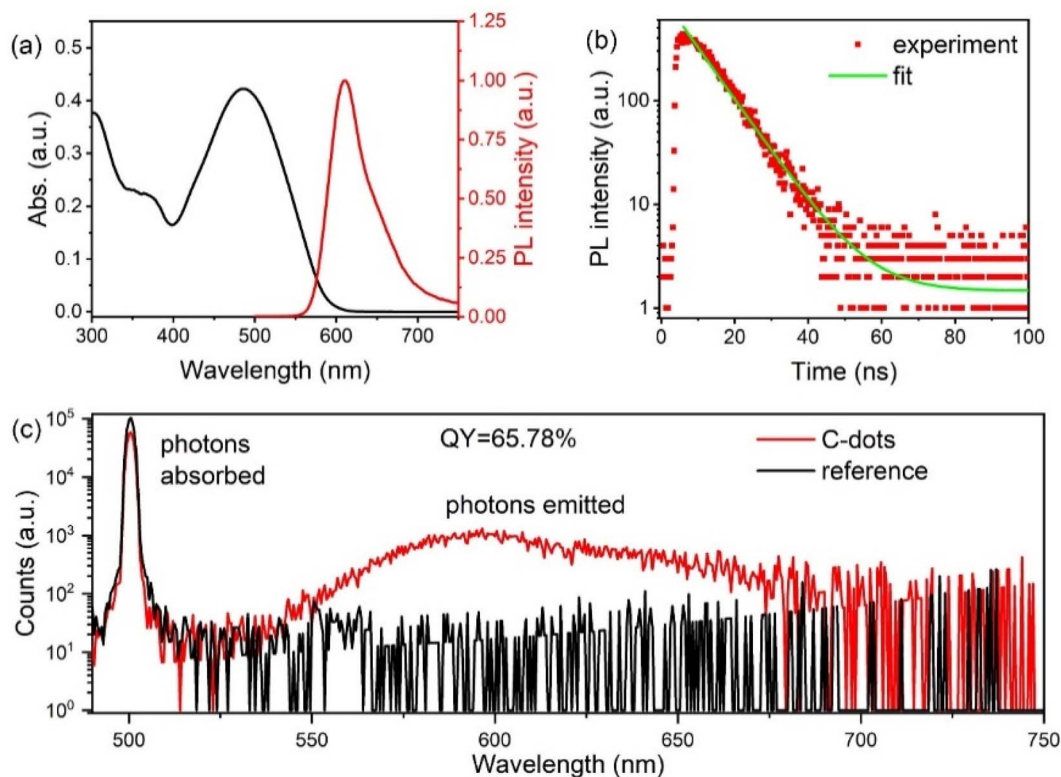 (a)
0.5
0.4
0.3
0.2
0.1
0.0
Abs. (a.u.)
300 400 500 600 700
Wavelength (nm)
1.25
1.00
0.75
0.50
0.25
0.00
PL intensity (a.u.)
(b)
experiment
fit
100
10
1
PL intensity (a.u.)
0 20 40 60 80 100
Time (ns)
(c)
photons
absorbed
QY=65.78%
photons emitted
C-dots
reference
10⁵
10⁴
10³
10²
10¹
10⁰
Counts (a.u.)
500 550 600 650 700 750
Wavelength (nm)